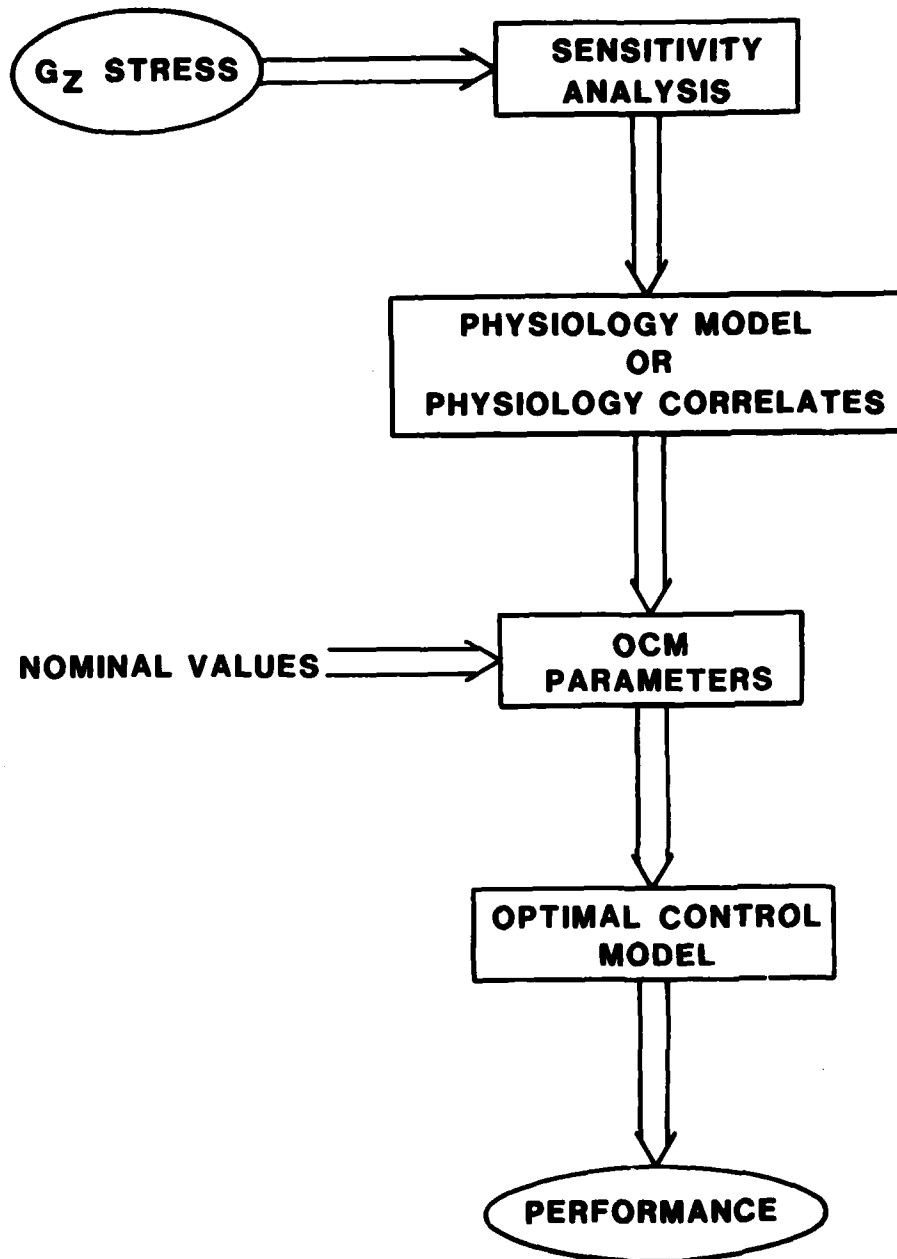 GZ STRESS
SENSITIVITY
ANALYSIS
PHYSIOLOGY MODEL
OR
PHYSIOLOGY CORRELATES
NOMINAL VALUES
OCM
PARAMETERS
OPTIMAL CONTROL
MODEL
PERFORMANCE